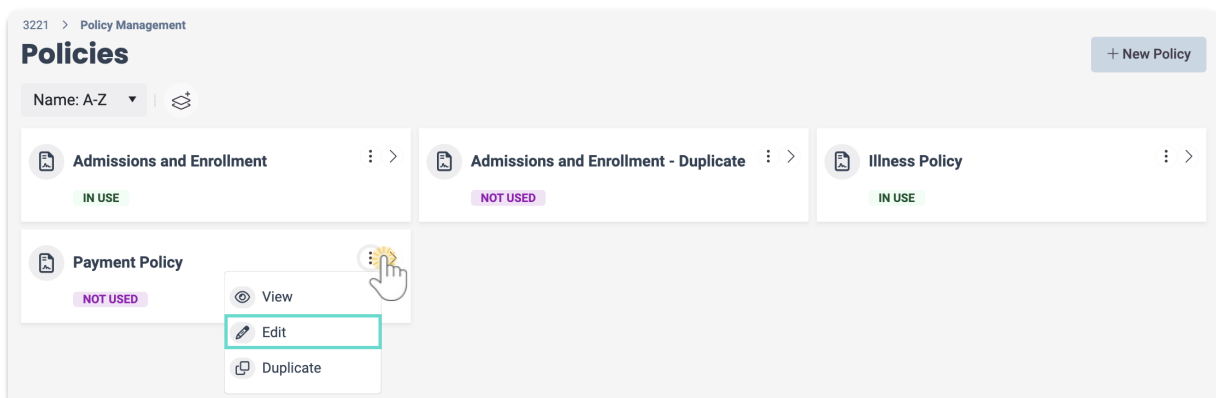 3221 > Policy Management
Policies
+ New Policy
Name: A-Z
Admissions and Enrollment
IN USE
Admissions and Enrollment - Duplicate
NOT USED
Illness Policy
IN USE
Payment Policy
NOT USED
View
Edit
Duplicate